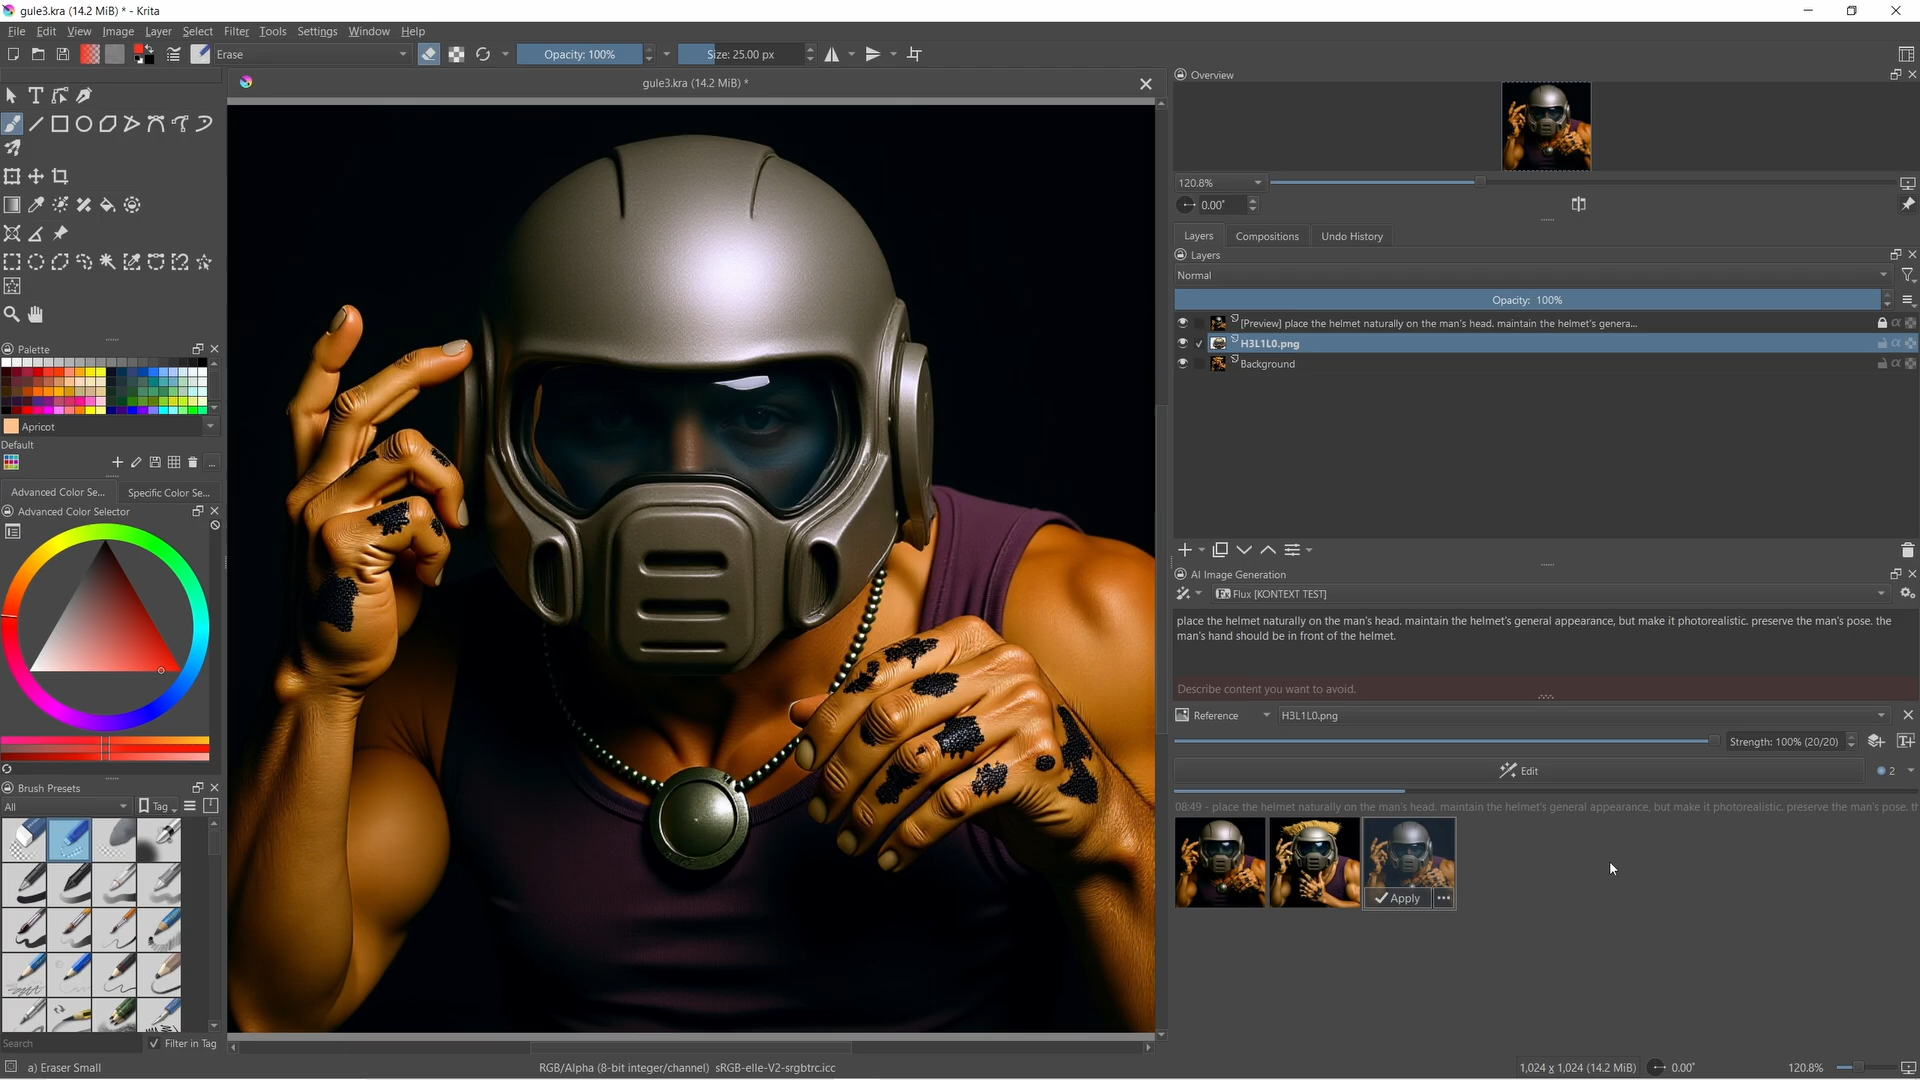 gule3.kra (14.2 MiB) * - Krita
File Edit View Image Layer Select Filter Tools Settings Window Help
Erase
Opacity: 100%
Size: 25.00 px
gule3.kra (14.2 MiB) *
Overview
120.8%
0.00°
Layers Compositions Undo History
Layers
Normal
Opacity: 100%
[Preview] place the helmet naturally on the man's head. maintain the helmet's genera...
H3L1L0.png
Background
Palette
Apricot
Default
...
Advanced Color Se... Specific Color Se...
Advanced Color Selector
AI Image Generation
Flux [KONTEXT TEST]
place the helmet naturally on the man's head. maintain the helmet's general appearance, but make it photorealistic. preserve the man's pose. the
man's hand should be in front of the helmet.
Describe content you want to avoid.
Reference
H3L1L0.png
Strength: 100% (20/20)
Edit
2
08:49 - place the helmet naturally on the man's head. maintain the helmet's general appearance, but make it photorealistic. preserve the man's pose. th
Apply
Brush Presets
All
Tag
Search
Filter in Tag
a) Eraser Small
RGB/Alpha (8-bit integer/channel) sRGB-elle-V2-srgbtrc.icc
1,024 x 1,024 (14.2 MiB)
0.00°
120.8%